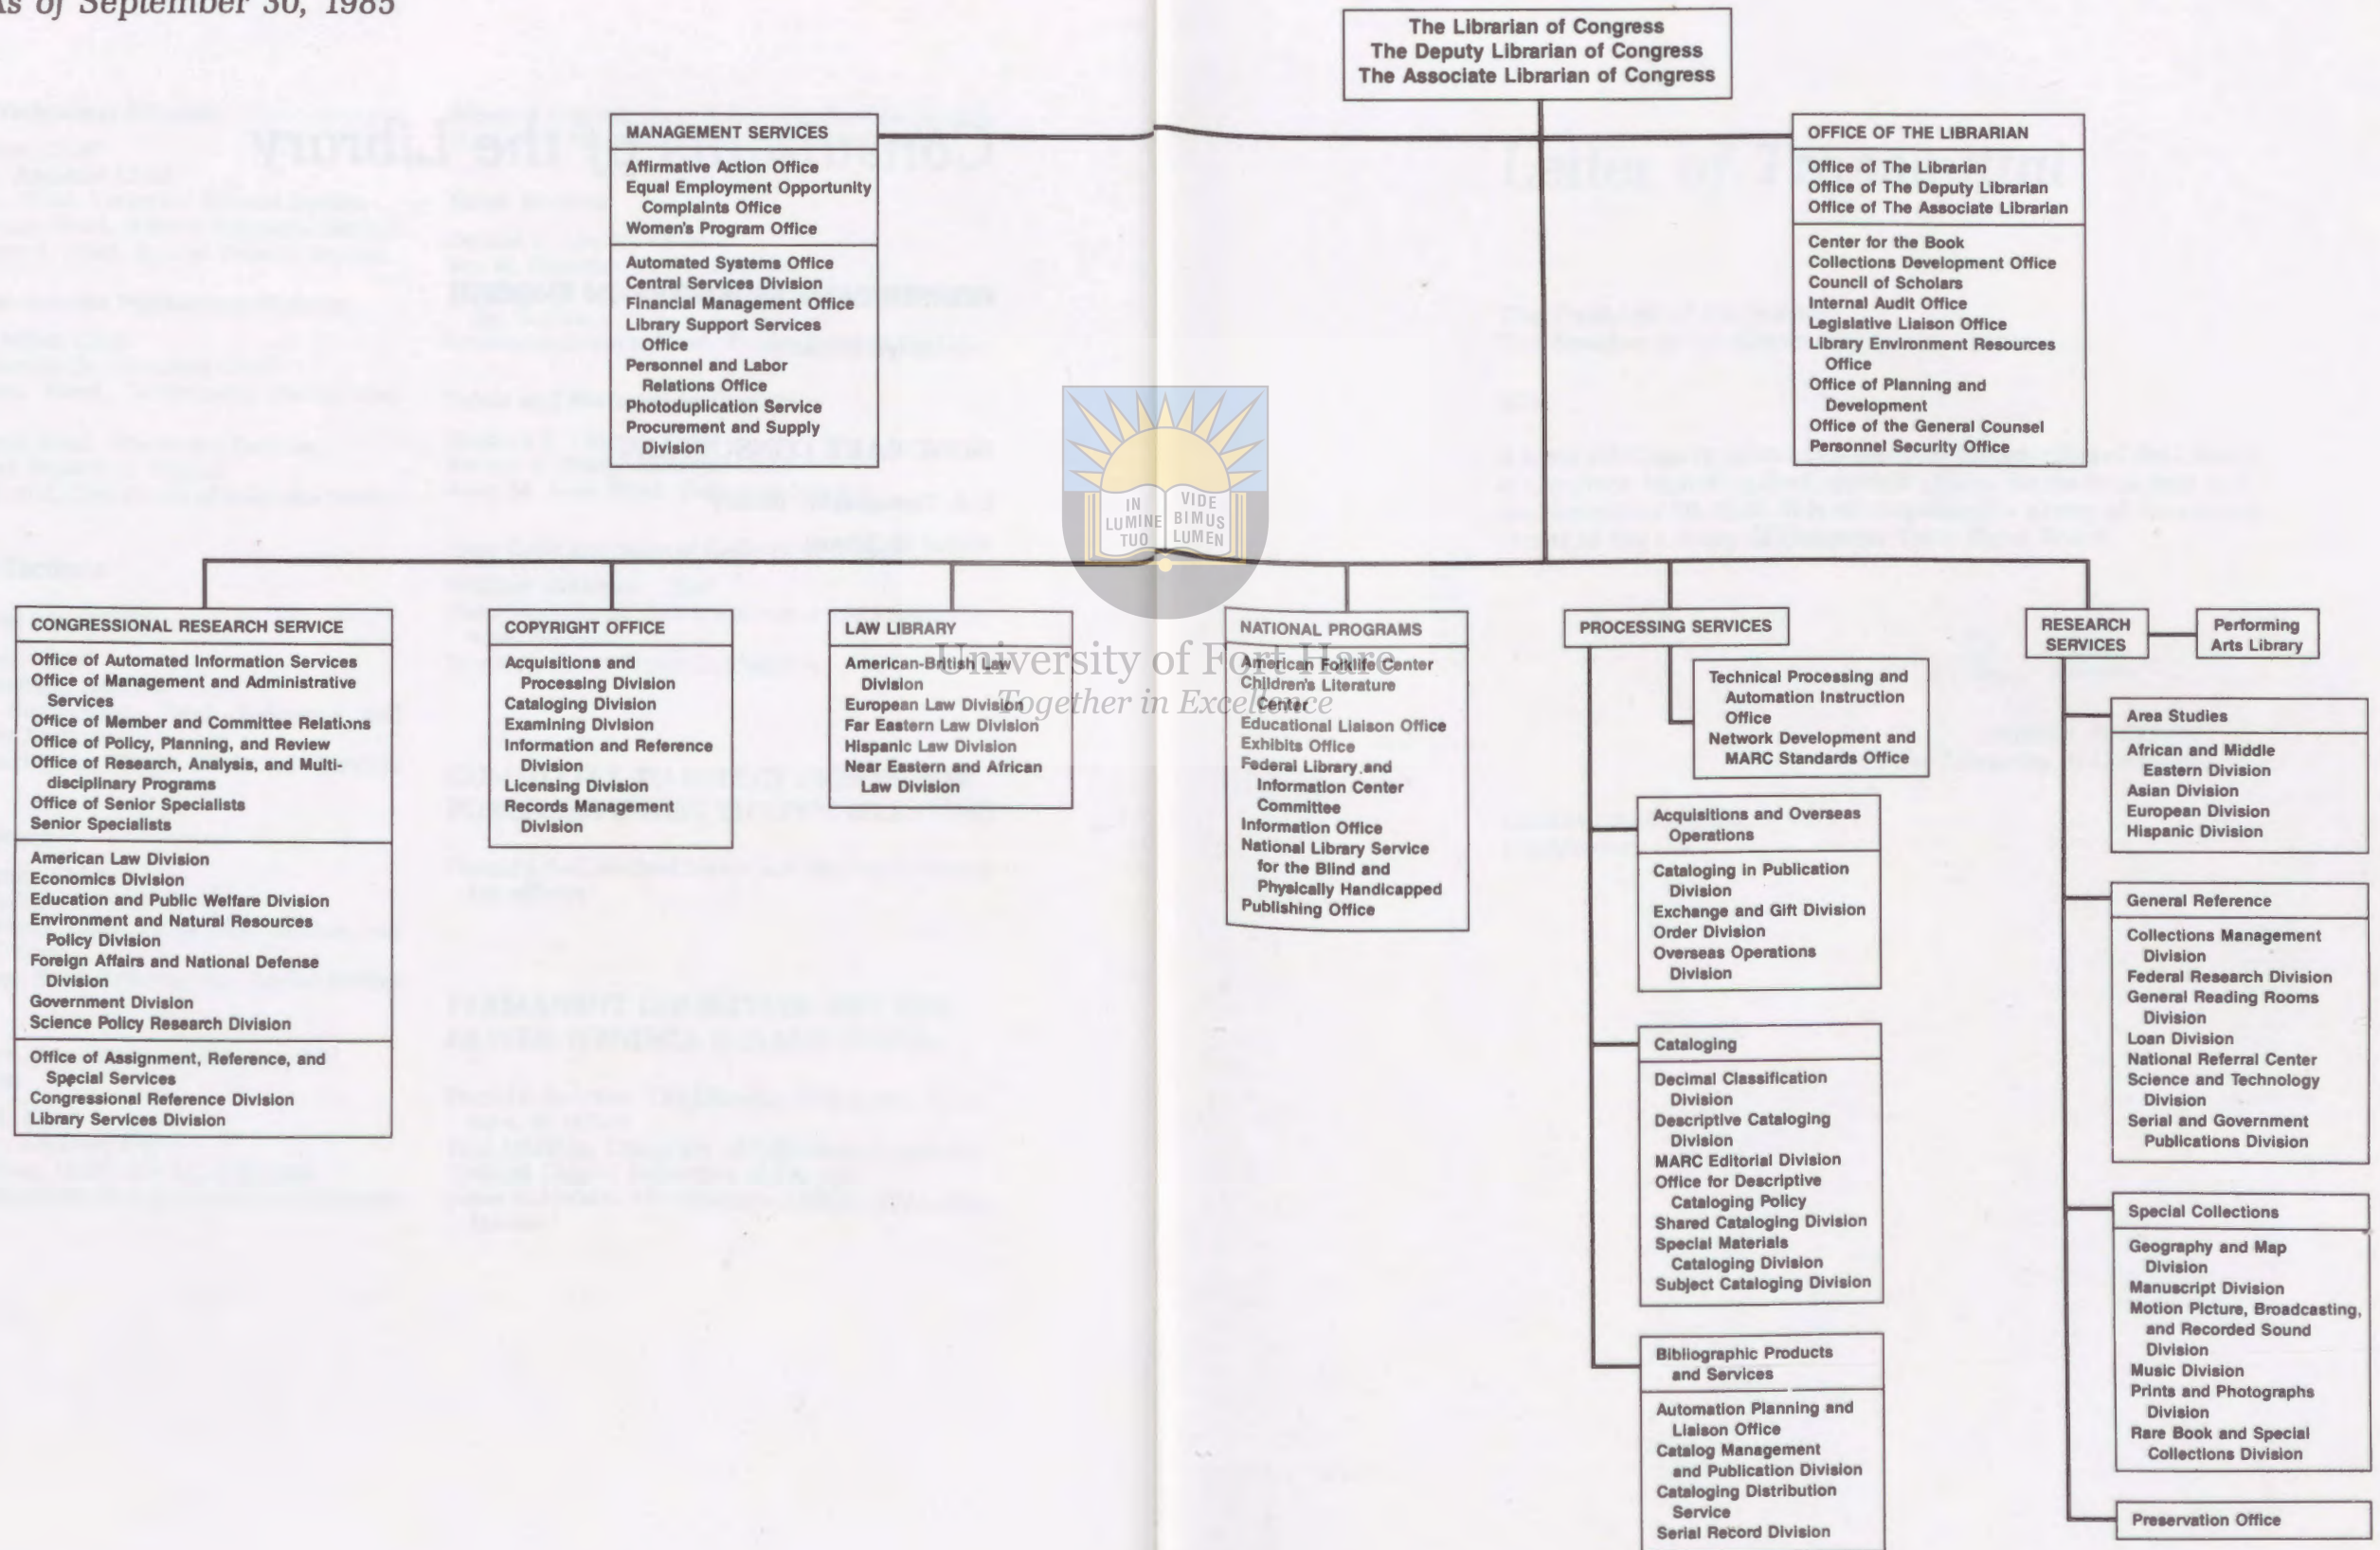 As of September 30, 1985
The Librarian of Congress
The Deputy Librarian of Congress
The Associate Librarian of Congress
MANAGEMENT SERVICES
Affirmative Action Office
Equal Employment Opportunity
Complaints Office
Women's Program Office
Automated Systems Office
Central Services Division
Financial Management Office
Library Support Services
Office
Personnel and Labor
Relations Office
Photoduplication Service
Procurement and Supply
Division
OFFICE OF THE LIBRARIAN
Office of The Librarian
Office of The Deputy Librarian
Office of The Associate Librarian
Center for the Book
Collections Development Office
Council of Scholars
Internal Audit Office
Legislative Liaison Office
Library Environment Resources
Office
Office of Planning and
Development
Office of the General Counsel
Personnel Security Office
IN
LUMINE
TUO
VIDE
BIMUS
LUMEN
University of Fort Hare
Together in Excellence
CONGRESSIONAL RESEARCH SERVICE
Office of Automated Information Services
Office of Management and Administrative
Services
Office of Member and Committee Relations
Office of Policy, Planning, and Review
Office of Research, Analysis, and Multi-
disciplinary Programs
Office of Senior Specialists
Senior Specialists
American Law Division
Economics Division
Education and Public Welfare Division
Environment and Natural Resources
Policy Division
Foreign Affairs and National Defense
Division
Government Division
Science Policy Research Division
Office of Assignment, Reference, and
Special Services
Congressional Reference Division
Library Services Division
COPYRIGHT OFFICE
Acquisitions and
Processing Division
Cataloging Division
Examining Division
Information and Reference
Division
Licensing Division
Records Management
Division
LAW LIBRARY
American-British Law
Division
European Law Division
Far Eastern Law Division
Hispanic Law Division
Near Eastern and African
Law Division
NATIONAL PROGRAMS
American Folklife Center
Children's Literature
Center
Educational Liaison Office
Exhibits Office
Federal Library and
Information Center
Committee
Information Office
National Library Service
for the Blind and
Physically Handicapped
Publishing Office
PROCESSING SERVICES
Technical Processing and
Automation Instruction
Office
Network Development and
MARC Standards Office
Acquisitions and Overseas
Operations
Cataloging in Publication
Division
Exchange and Gift Division
Order Division
Overseas Operations
Division
Cataloging
Decimal Classification
Division
Descriptive Cataloging
Division
MARC Editorial Division
Office for Descriptive
Cataloging Policy
Shared Cataloging Division
Special Materials
Cataloging Division
Subject Cataloging Division
Bibliographic Products
and Services
Automation Planning and
Liaison Office
Catalog Management
and Publication Division
Cataloging Distribution
Service
Serial Record Division
RESEARCH
SERVICES
Performing
Arts Library
Area Studies
African and Middle
Eastern Division
Asian Division
European Division
Hispanic Division
General Reference
Collections Management
Division
Federal Research Division
General Reading Rooms
Division
Loan Division
National Referral Center
Science and Technology
Division
Serial and Government
Publications Division
Special Collections
Geography and Map
Division
Manuscript Division
Motion Picture, Broadcasting,
and Recorded Sound
Division
Music Division
Prints and Photographs
Division
Rare Book and Special
Collections Division
Preservation Office